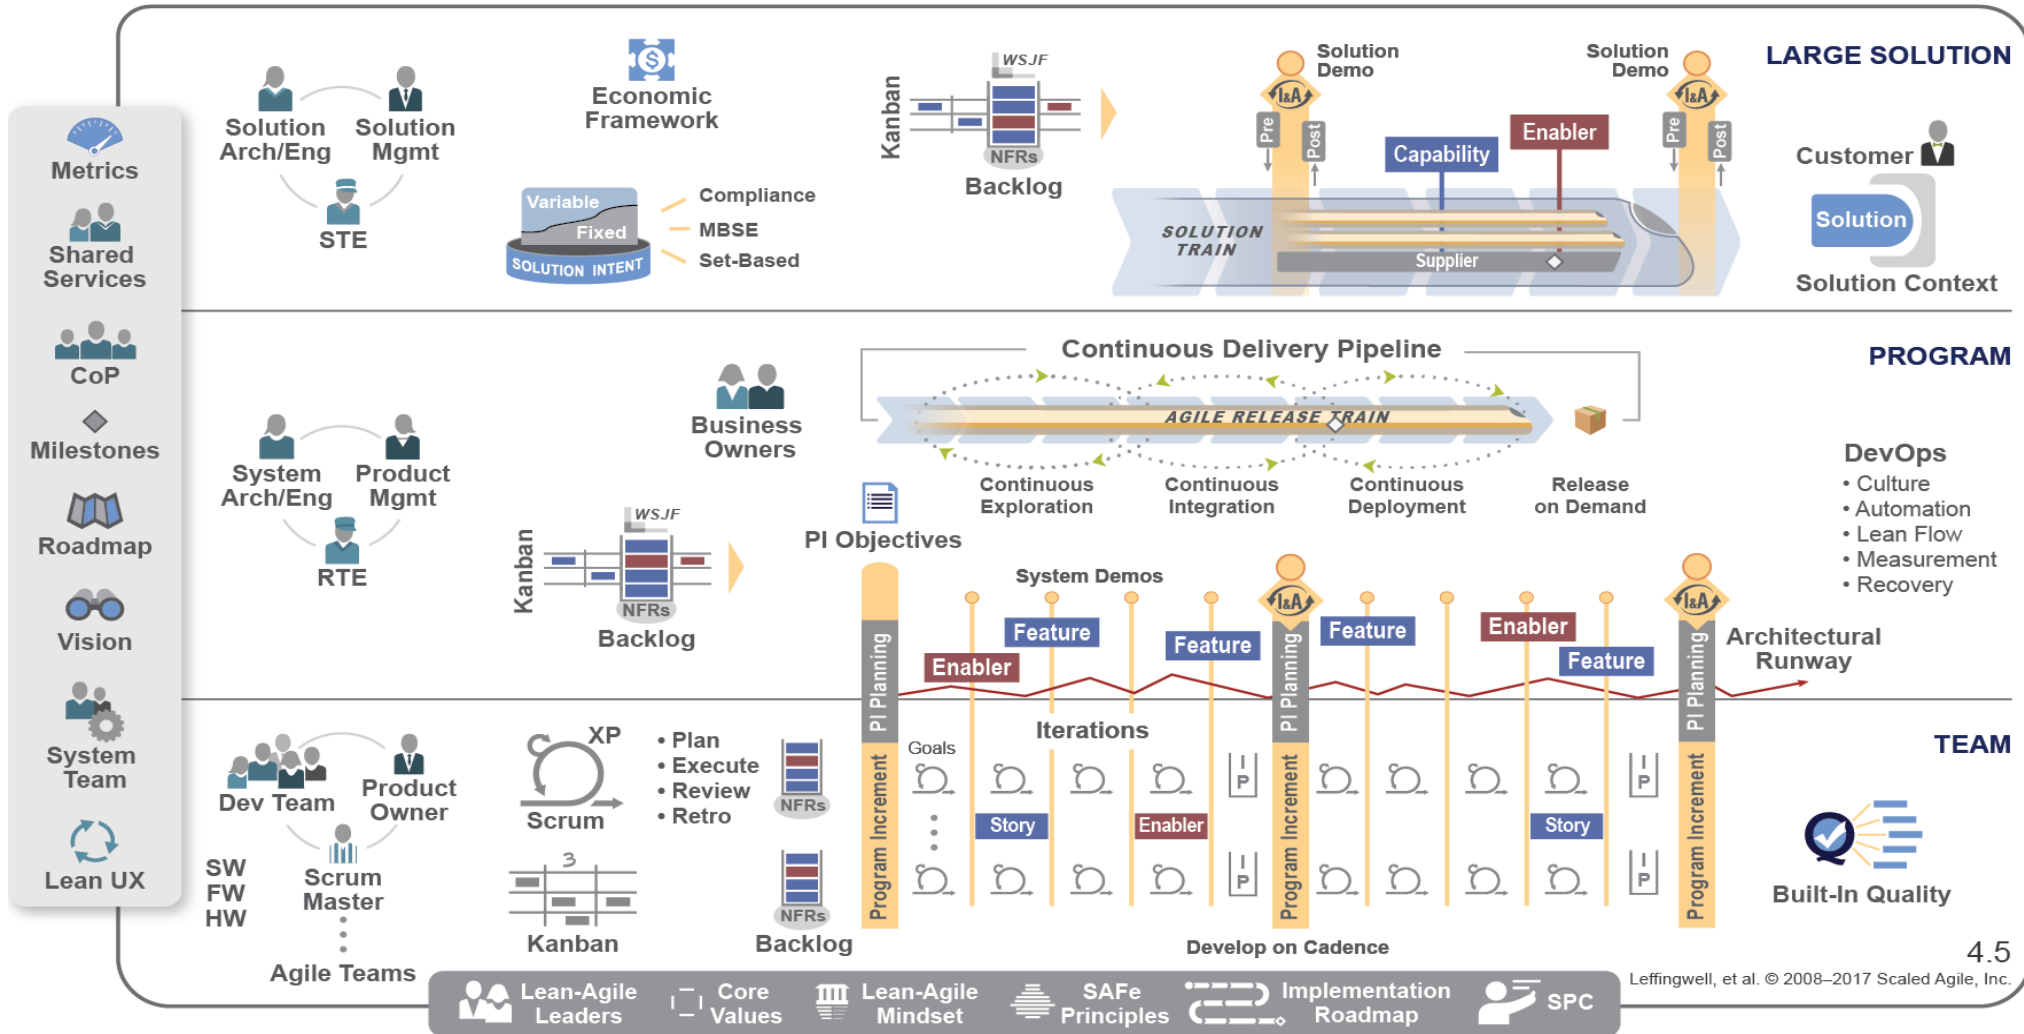 Metrics
Shared
Services
CoP
Milestones
Roadmap
Vision
System
Team
Lean UX
LARGE SOLUTION
Solution
Arch/Eng
Solution
Mgmt
STE
Economic
Framework
Variable
Fixed
SOLUTION INTENT
Compliance
MBSE
Set-Based
Kanban
WSJF
NFRs
Backlog
Solution
Demo
I&A
Pre
Post
Capability
Enabler
Solution
Demo
I&A
Pre
Post
SOLUTION
TRAIN
Supplier
Customer
Solution
Solution Context
PROGRAM
System
Arch/Eng
Product
Mgmt
RTE
Business
Owners
Kanban
WSJF
NFRs
Backlog
Continuous Delivery Pipeline
AGILE RELEASE TRAIN
Continuous
Exploration
Continuous
Integration
Continuous
Deployment
Release
on Demand
DevOps
• Culture
• Automation
• Lean Flow
• Measurement
• Recovery
PI Objectives
System Demos
I&A
I&A
Feature
Enabler
Feature
Feature
Enabler
Feature
Architectural
Runway
PI Planning
PI Planning
PI Planning
TEAM
Dev Team
Product
Owner
Scrum
Master
SW
FW
HW
Agile Teams
XP
Scrum
• Plan
• Execute
• Review
• Retro
3
Kanban
NFRs
NFRs
Backlog
Program Increment
Program Increment
Program Increment
Iterations
Goals
I
P
I
P
Story
Enabler
Story
I
P
I
P
Develop on Cadence
Built-In Quality
4.5
Leffingwell, et al. © 2008–2017 Scaled Agile, Inc.
Lean-Agile
Leaders
Core
Values
Lean-Agile
Mindset
SAFe
Principles
Implementation
Roadmap
SPC